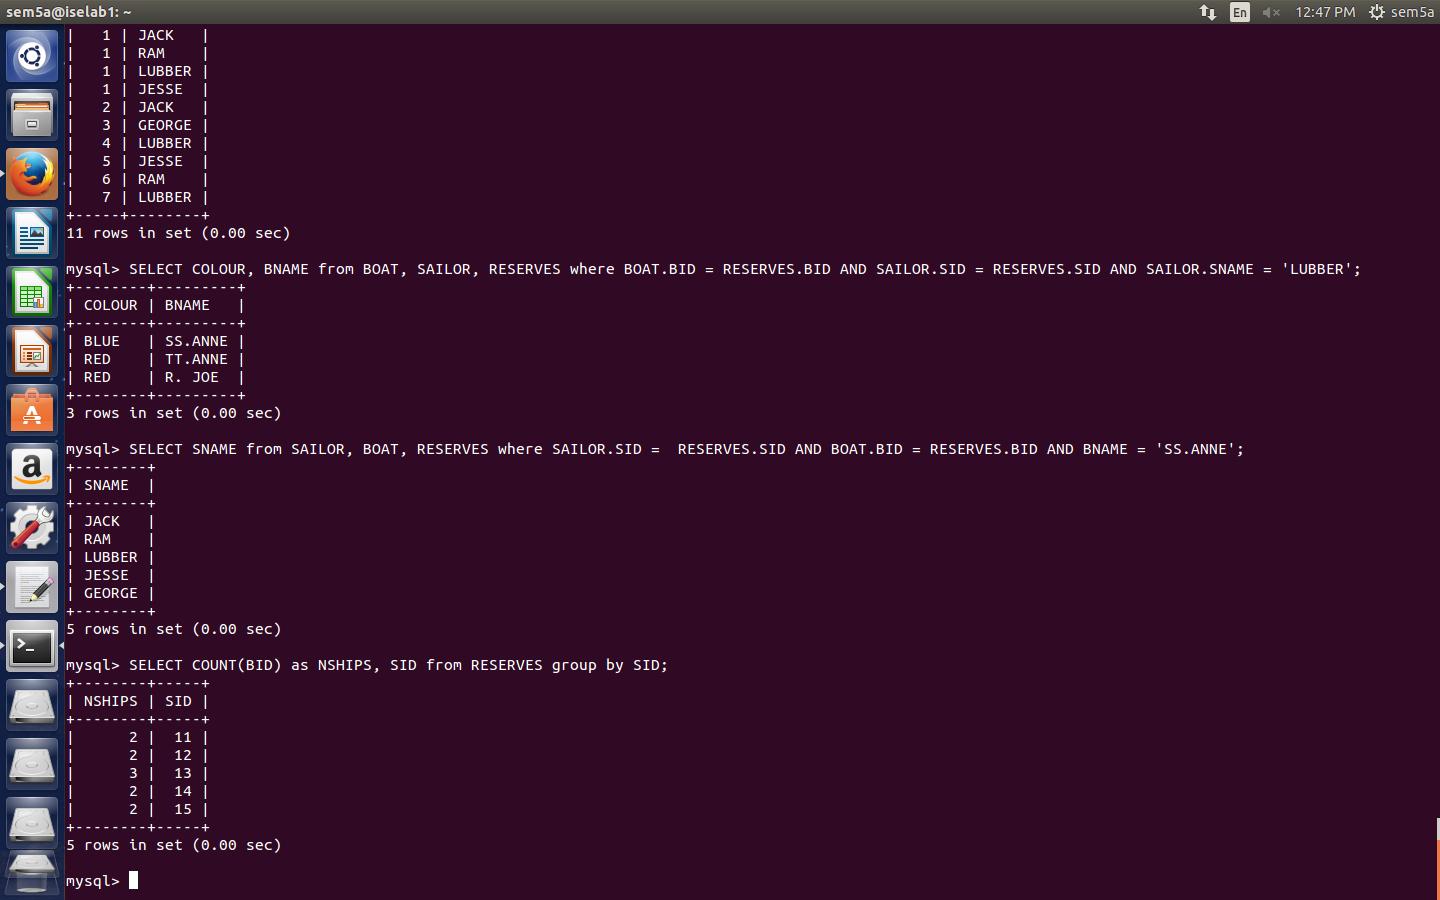 sem5a@iselab1: ~
En
12:47 PM
sem5a
|   1 | JACK   |
|   1 | RAM    |
|   1 | LUBBER |
|   1 | JESSE  |
|   2 | JACK   |
|   3 | GEORGE |
|   4 | LUBBER |
|   5 | JESSE  |
|   6 | RAM    |
|   7 | LUBBER |
+-----+--------+
11 rows in set (0.00 sec)
mysql> SELECT COLOUR, BNAME from BOAT, SAILOR, RESERVES where BOAT.BID = RESERVES.BID AND SAILOR.SID = RESERVES.SID AND SAILOR.SNAME = 'LUBBER';
+--------+---------+
| COLOUR | BNAME   |
+--------+---------+
| BLUE   | SS.ANNE |
| RED    | TT.ANNE |
| RED    | R. JOE  |
+--------+---------+
3 rows in set (0.00 sec)
mysql> SELECT SNAME from SAILOR, BOAT, RESERVES where SAILOR.SID =  RESERVES.SID AND BOAT.BID = RESERVES.BID AND BNAME = 'SS.ANNE';
+--------+
| SNAME  |
+--------+
| JACK   |
| RAM    |
| LUBBER |
| JESSE  |
| GEORGE |
+--------+
5 rows in set (0.00 sec)
mysql> SELECT COUNT(BID) as NSHIPS, SID from RESERVES group by SID;
+--------+-----+
| NSHIPS | SID |
+--------+-----+
|      2 |  11 |
|      2 |  12 |
|      3 |  13 |
|      2 |  14 |
|      2 |  15 |
+--------+-----+
5 rows in set (0.00 sec)
mysql>